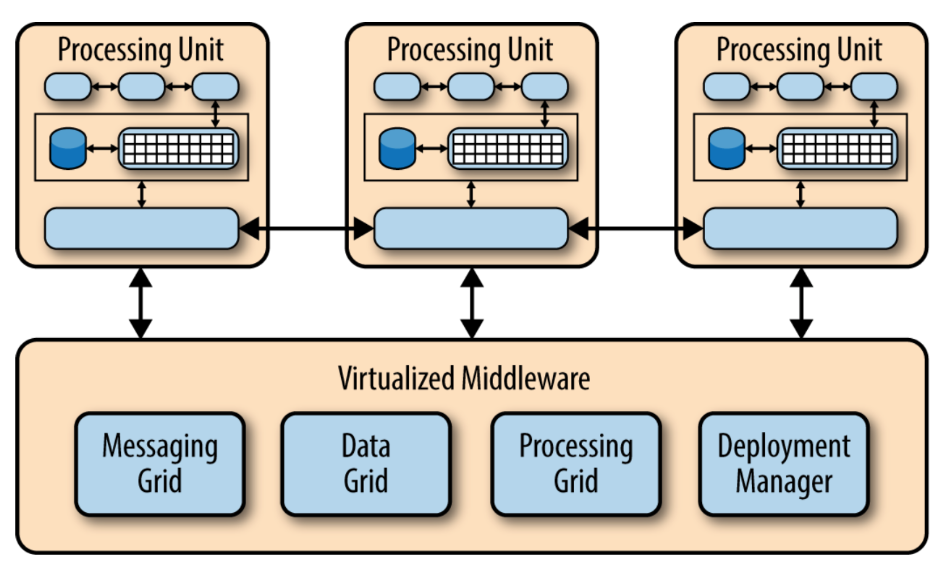 Processing Unit
Processing Unit
Processing Unit
Virtualized Middleware
Messaging
Grid
Data
Grid
Processing
Grid
Deployment
Manager